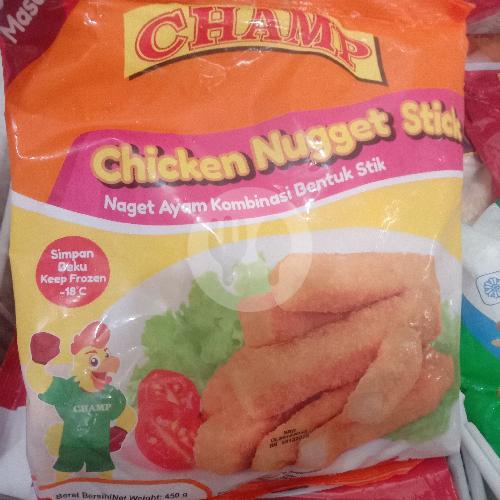 Masa
CHAMP
Chicken Nugget Stick
Naget Ayam Kombinasi Bentuk Stik
Simpan
Beku
Keep Frozen
-18°C
CHAMP
Berat Bersih/Net Weight: 450 g